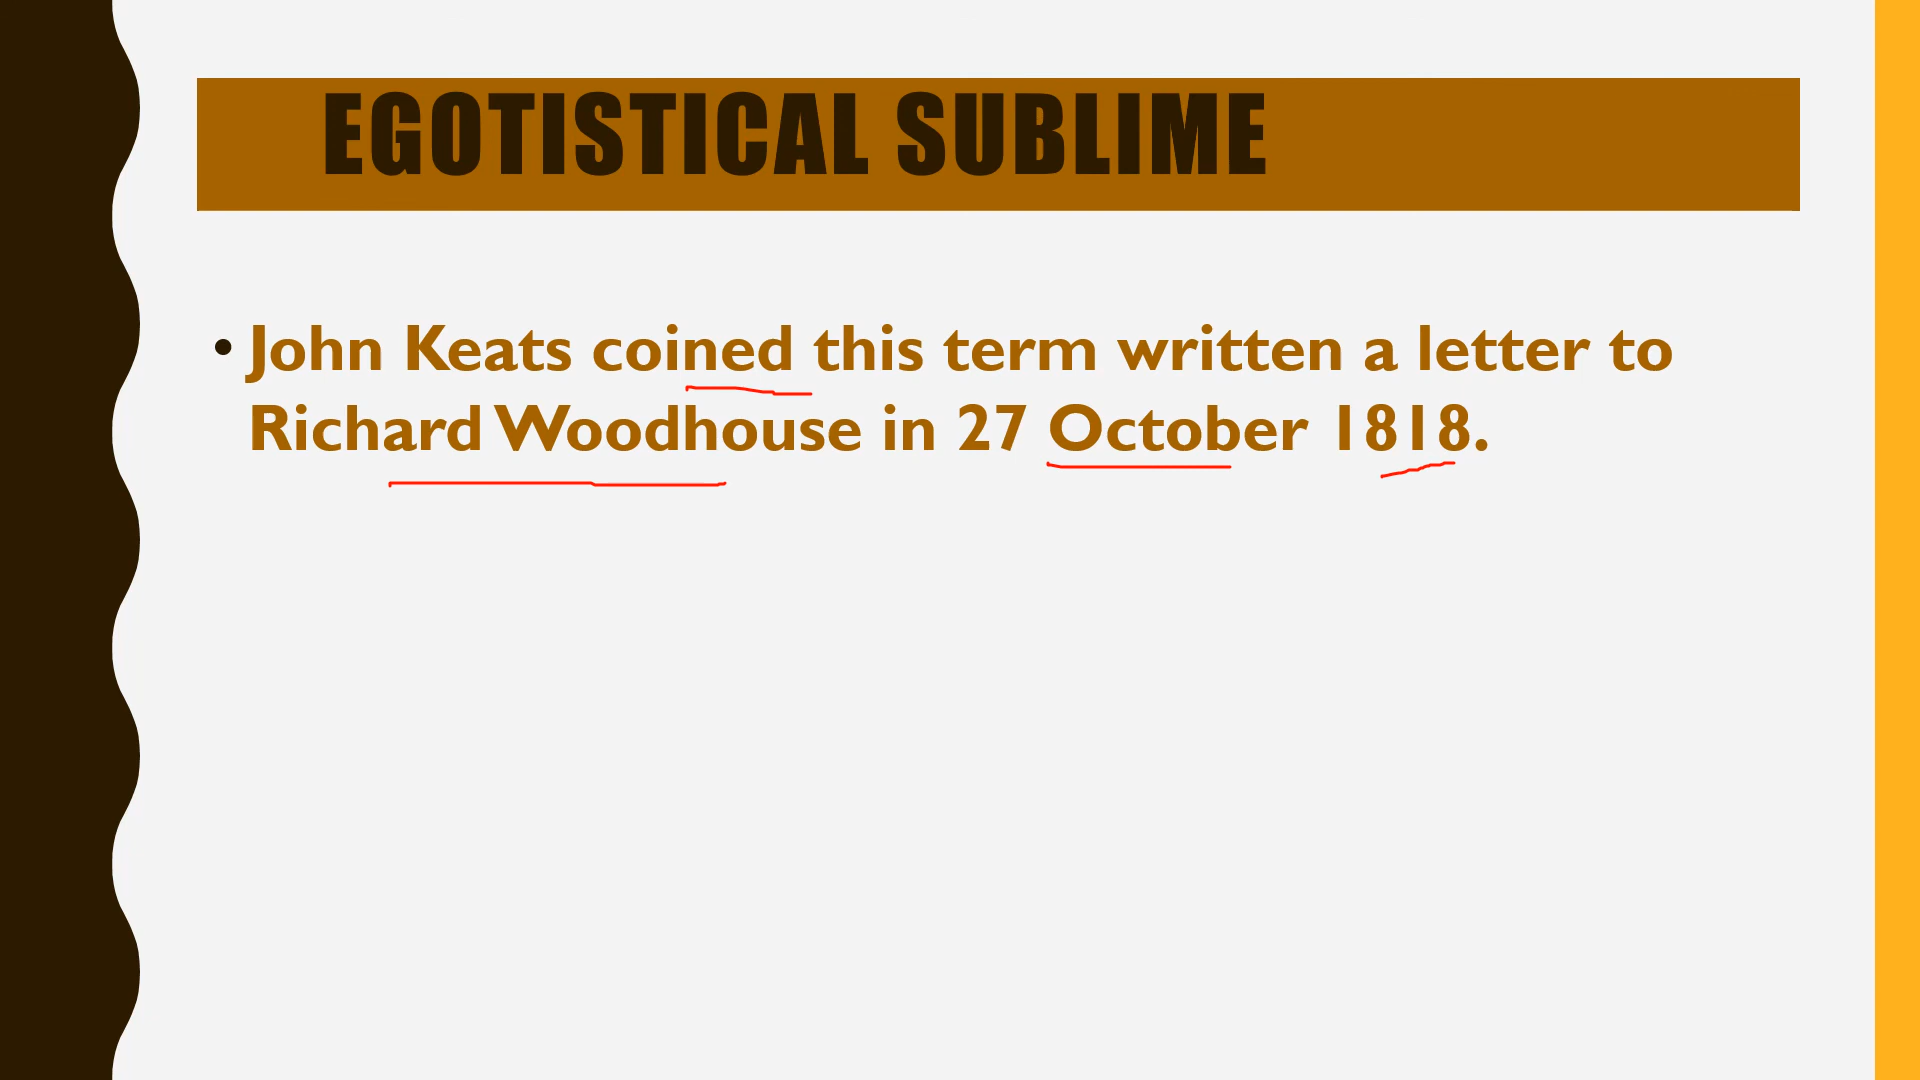 EGOTISTICAL SUBLIME
• John Keats coined this term written a letter to
Richard Woodhouse in 27 October 1818.